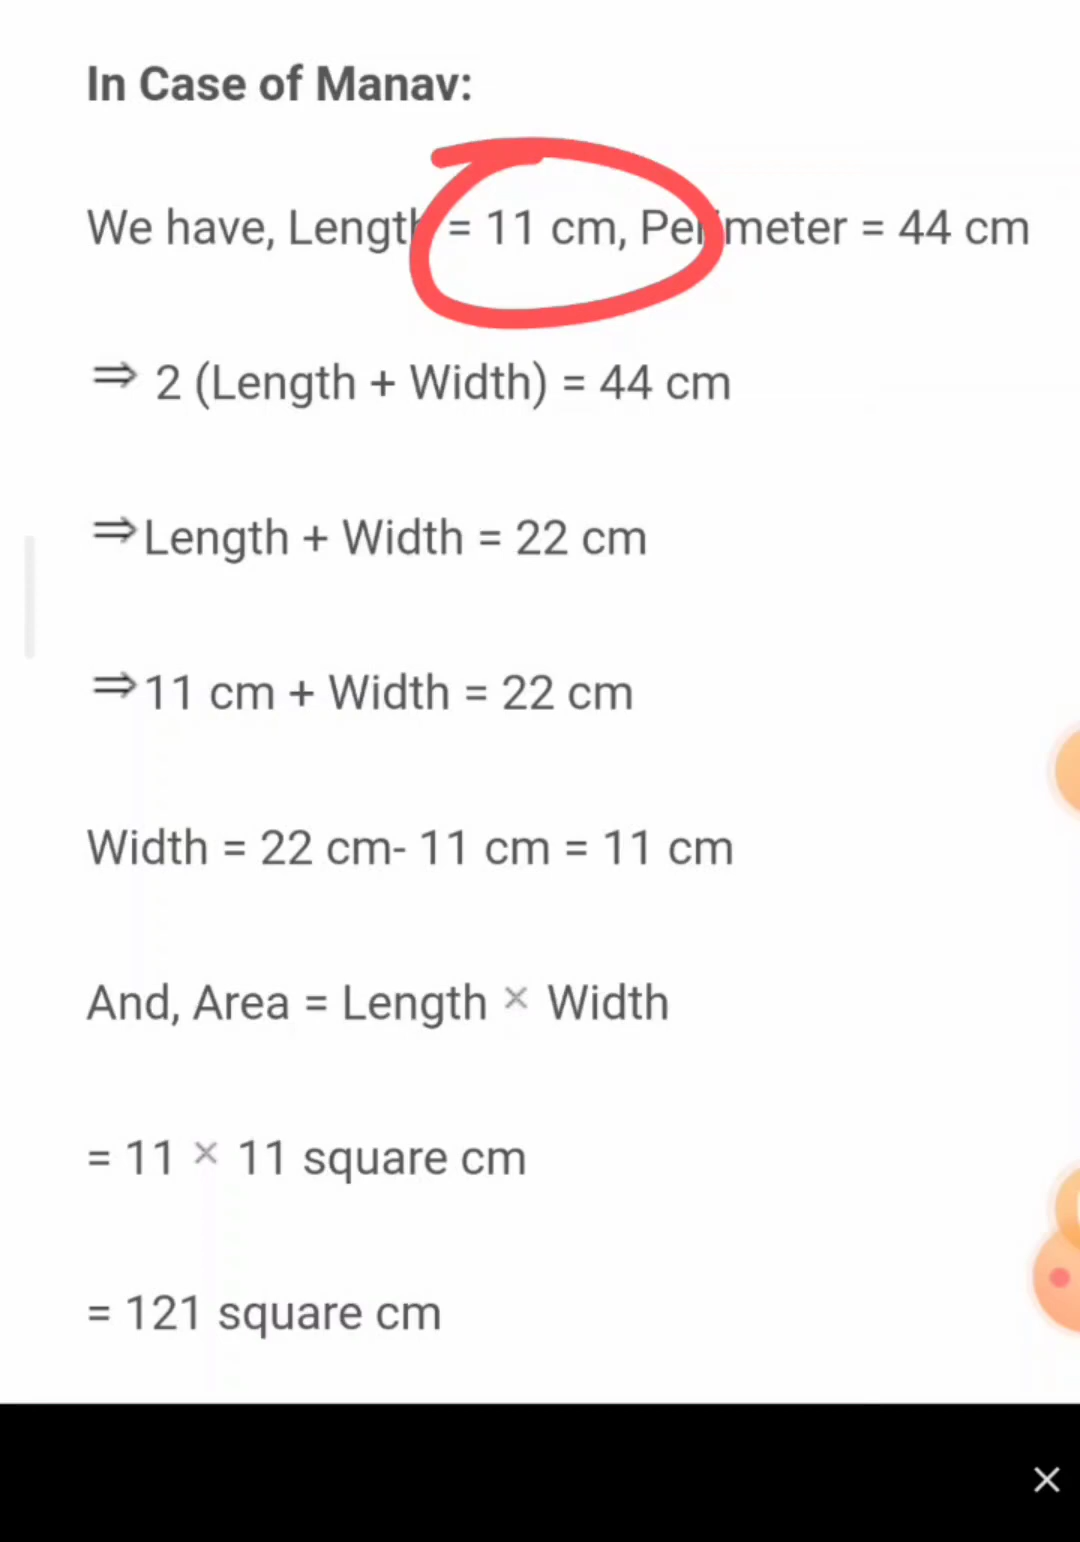 In Case of Manav:
We have, Length = 11 cm, Perimeter = 44 cm
⇒ 2 (Length + Width) = 44 cm
⇒ Length + Width = 22 cm
⇒ 11 cm + Width = 22 cm
Width = 22 cm- 11 cm = 11 cm
And, Area = Length × Width
= 11 × 11 square cm
= 121 square cm